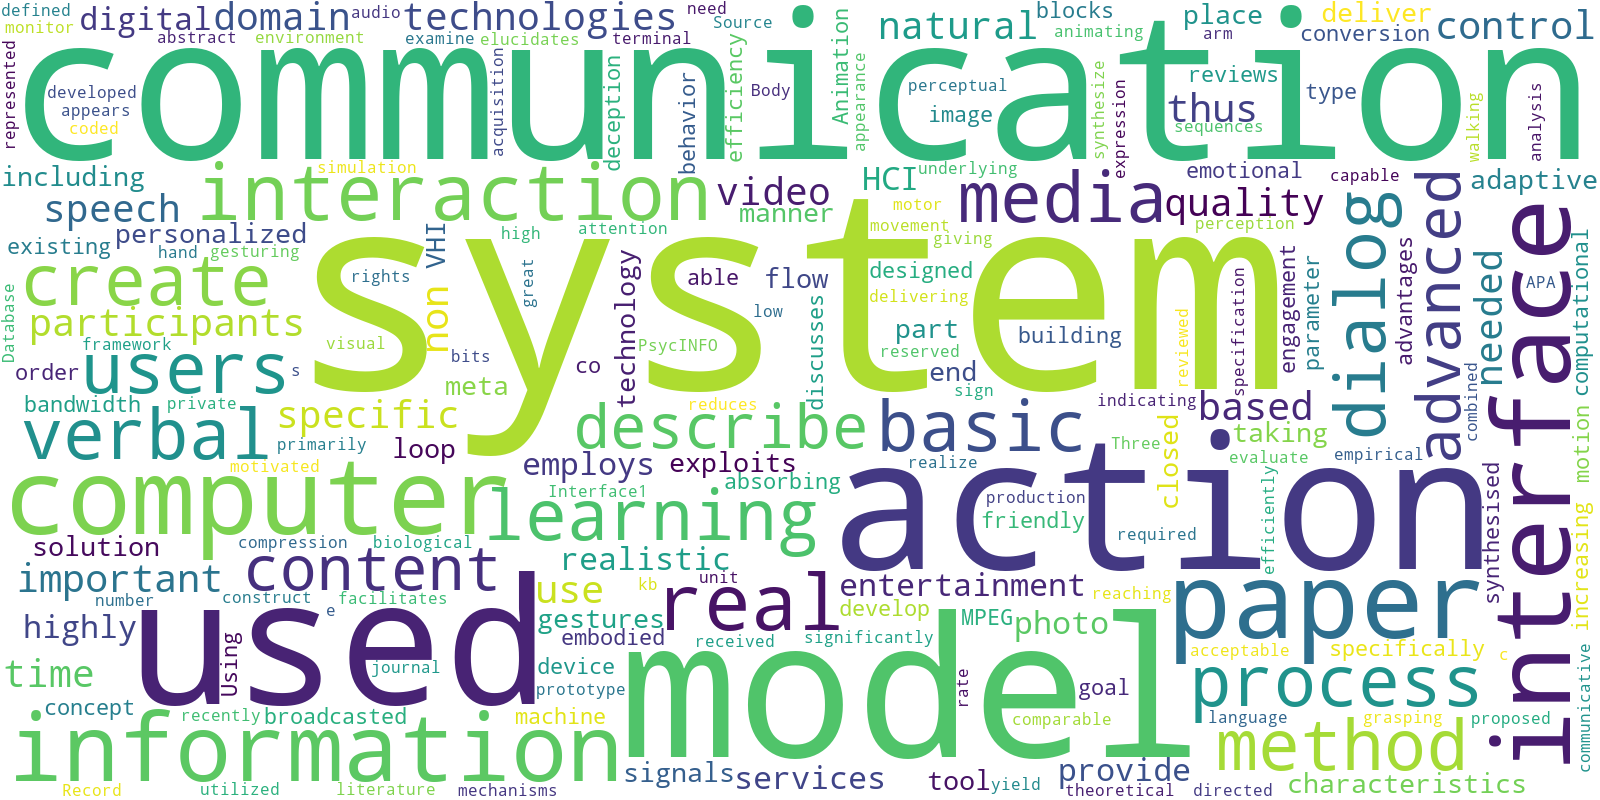 defined
monitor
digital
abstract
domain
environment
audio
technologies
examine
elucidates
need
terminal
Source
Animation
natural
blocks
animating
place
arm
deliver
conversion
control
communication
represented
developed
appears
coded
acquisition
deception
behavior
efficiency
Body
appearance
perceptual
image
synthesize
expression
reviews
thus
sequences
type
walking
analysis
including
speech
existing
personalized
hand
gesturing
simulation
interaction
VHI
high
attention
video
manner
HCI
underlying
motor
movement
giving
media
emotional
quality
perception
capable
adaptive
system
create
participants
Database
framework
users
order
s
rights
non
visual
bits
great
meta
co
technology
able
PsycINFO
flow
low
discusses
designed
delivering
part
reserved
end
sign
building
reviewed
specification
engagement
parameter
dialog
advantages
advanced
needed
combined
APA
computational
interface
bandwidth
private
verbal
specific
primarily
motivated
loop
reduces
describe
employs
exploits
absorbing
Interface1
basic
realize
indicating
based
Three
closed
taking
evaluate
empirical
motion
computer
learning
action
production
friendly
required
efficiently
synthesised
increasing
solution
compression
biological
important
number
content
construct
facilitates
e
realistic
use
kb
unit
real
entertainment
develop
MPEG
photo
reaching
paper
highly
Using
used
gestures
embodied
received
significantly
device
prototype
journal
model
rate
goal
comparable
acceptable
specifically
c
process
time
concept
recently
broadcasted
machine
language
grasping
proposed
communicative
information
method
Record
utilized
literature
mechanisms
signals
services
tool
yield
provide
theoretical
directed
characteristics